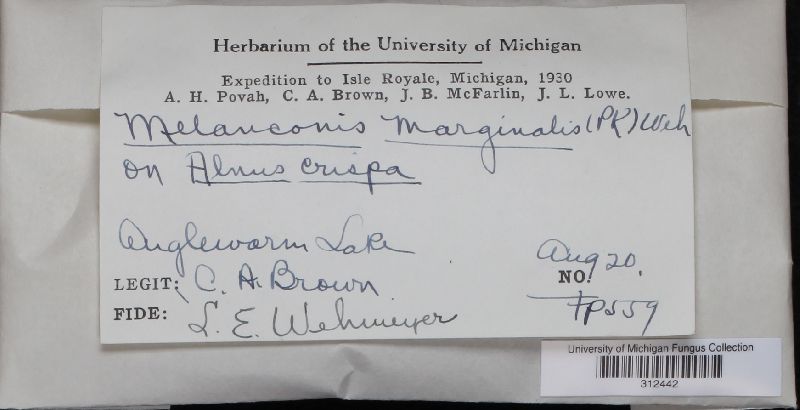 Herbarium of the University of Michigan
Expedition to Isle Royale, Michigan, 1930
A. H. Povah, C. A. Brown, J. B. McFarlin, J. L. Lowe.
Melanconis marginalis (PK) Weh
on Alnus crispa
Anglewarm Lake
Aug 20.
LEGIT: C. A. Brown
NO.
FIDE: L. E. Wehmeyer
FP559
University of Michigan Fungus Collection
312442